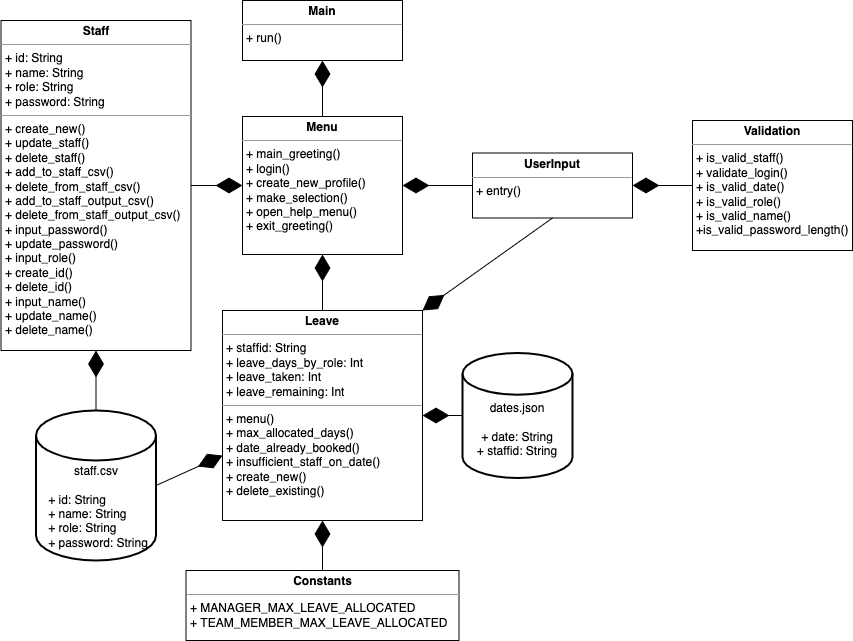 Main
+ run()
Staff
+ id: String
+ name: String
+ role: String
+ password: String
+ create_new()
+ update_staff()
+ delete_staff()
+ add_to_staff_csv()
+ delete_from_staff_csv()
+ add_to_staff_output_csv()
+ delete_from_staff_output_csv()
+ input_password()
+ update_password()
+ input_role()
+ create_id()
+ delete_id()
+ input_name()
+ update_name()
+ delete_name()
Menu
+ main_greeting()
+ login()
+ create_new_profile()
+ make_selection()
+ open_help_menu()
+ exit_greeting()
UserInput
+ entry()
Validation
+ is_valid_staff()
+ validate_login()
+ is_valid_date()
+ is_valid_role()
+ is_valid_name()
+is_valid_password_length()
Leave
+ staffid: String
+ leave_days_by_role: Int
+ leave_taken: Int
+ leave_remaining: Int
+ menu()
+ max_allocated_days()
+ date_already_booked()
+ insufficient_staff_on_date()
+ create_new()
+ delete_existing()
dates.json
+ date: String
+ staffid: String
staff.csv
+ id: String
+ name: String
+ role: String
+ password: String
Constants
+ MANAGER_MAX_LEAVE_ALLOCATED
+ TEAM_MEMBER_MAX_LEAVE_ALLOCATED